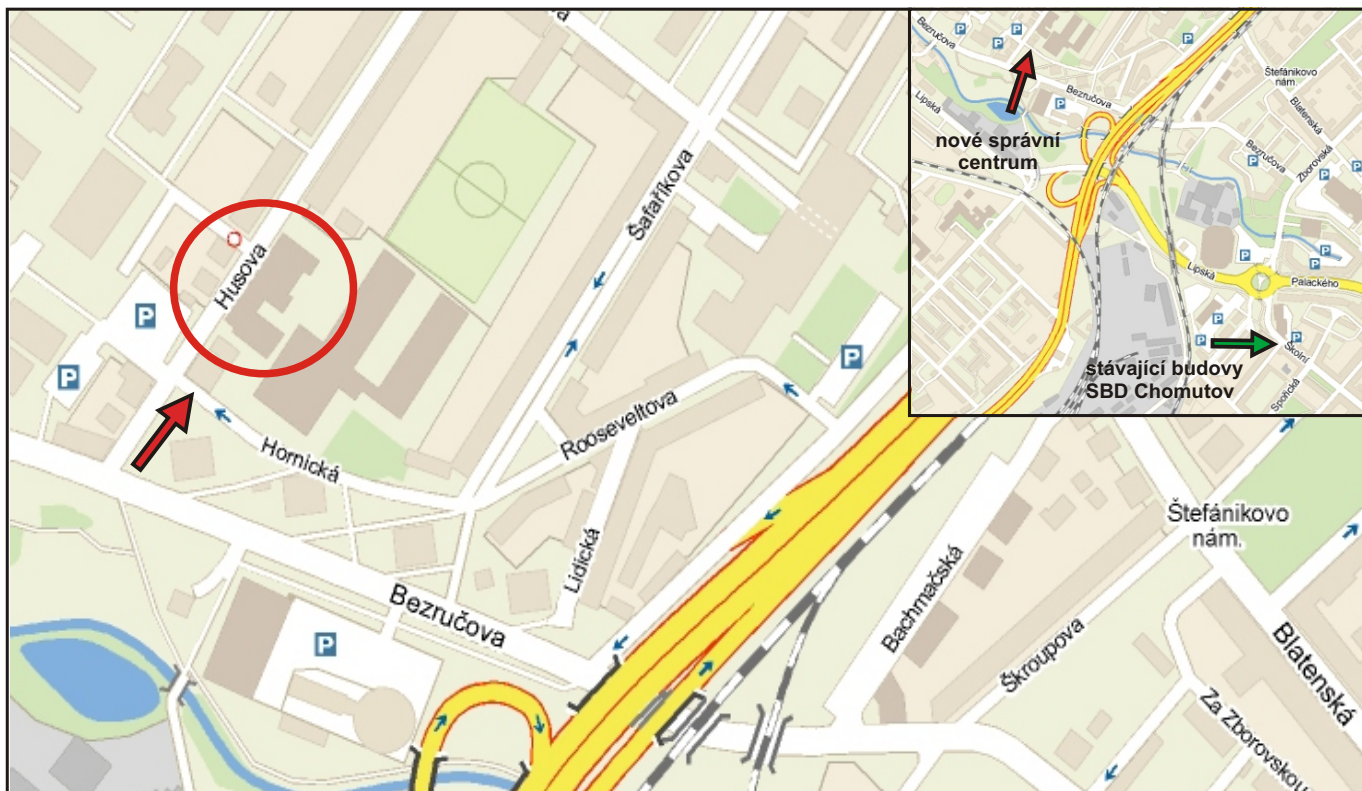 Husova
Šafaříkova
Hornická
Rooseveltova
Lidická
Bezručova
Bachmačská
Škroupova
Štefánikovo
nám.
Blatenská
Za Zborovskou
P
P
P
P
Bezručova
Lipská
nové správní
centrum
Bezručova
Štefánikovo
nám.
Blatenská
Bezručova
Zborovská
Lipská
Palackého
Školní
Spořická
stávající budovy
SBD Chomutov
P
P
P
P
P
P
P
P
P
P
P
P
P